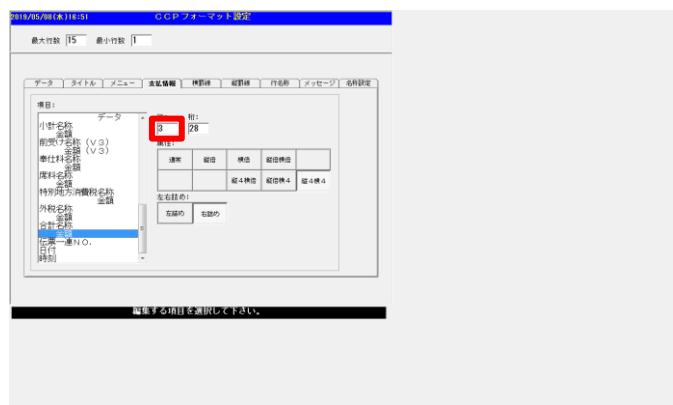 2019/05/08(水)16:51 CCPフォーマット設定
最大行数 15 最小行数 1
データ タイトル メニュー 支払情報 横罫線 縦罫線 行名称 メッセージ 名称設定
項目:
データ
小計名称
金額
前受け名称(V3)
金額(V3)
奉仕料名称
金額
席料名称
金額
特別地方消費税名称
金額
外税名称
金額
合計名称
金額
伝票一連NO.
日付
時刻
桁:
3 28
属性:
通常 縦倍 横倍 縦倍横倍
縦4横倍 縦倍横4 縦4横4
左右詰め:
左詰め 右詰め
編集する項目を選択して下さい。